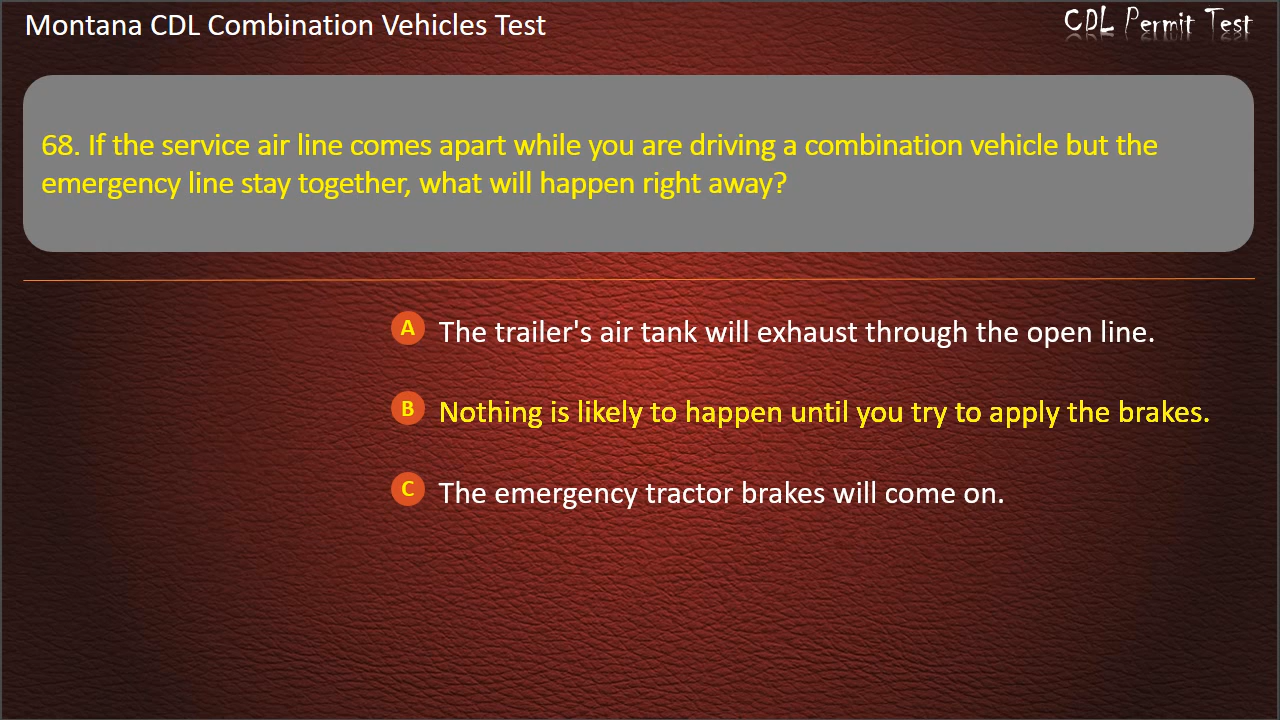 Montana CDL Combination Vehicles Test
CDL Permit Test
68. If the service air line comes apart while you are driving a combination vehicle but the
emergency line stay together, what will happen right away?
A The trailer's air tank will exhaust through the open line.
B Nothing is likely to happen until you try to apply the brakes.
C The emergency tractor brakes will come on.